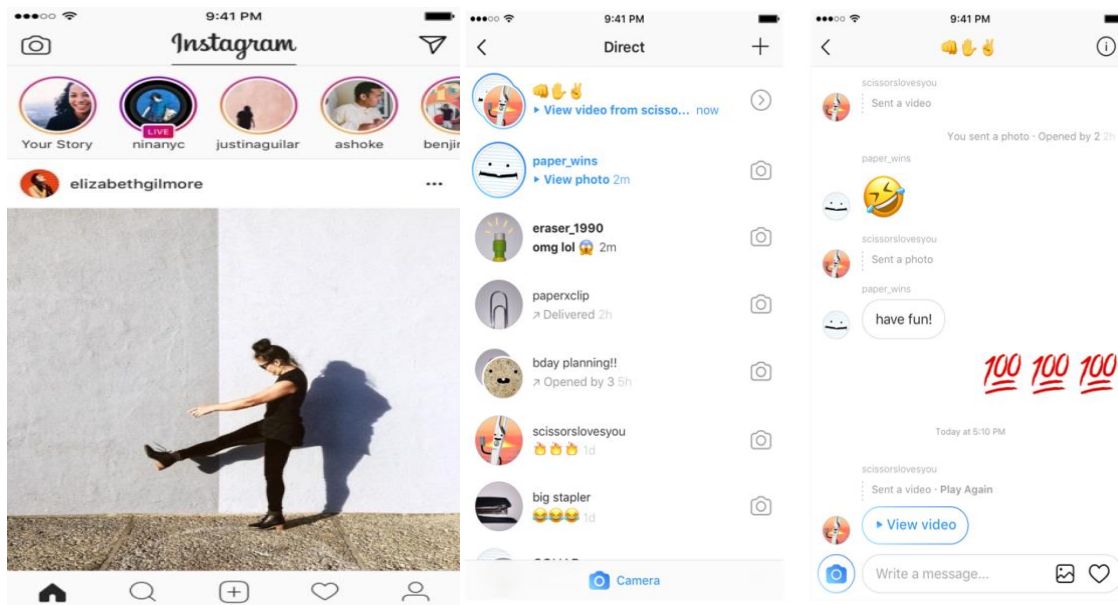 9:41 PM
Instagram
LIVE
Your Story
ninanyc
justinaguilar
ashoke
elizabethgilmore
9:41 PM
Direct
👊✋✌️
View video from scisso... now
paper_wins
View photo 2m
eraser_1990
omg lol 😱 2m
paperxclip
Delivered 2h
bday planning!!
Opened by 3 5h
scissorslovesyou
🔥🔥🔥 1d
big stapler
😂😂😂 1d
Camera
9:41 PM
👊✋✌️
scissorslovesyou
Sent a video
You sent a photo · Opened by 2 2h
paper_wins
🤣
scissorslovesyou
Sent a photo
paper_wins
have fun!
💯 💯 💯
Today at 5:10 PM
scissorslovesyou
Sent a video · Play Again
View video
Write a message...